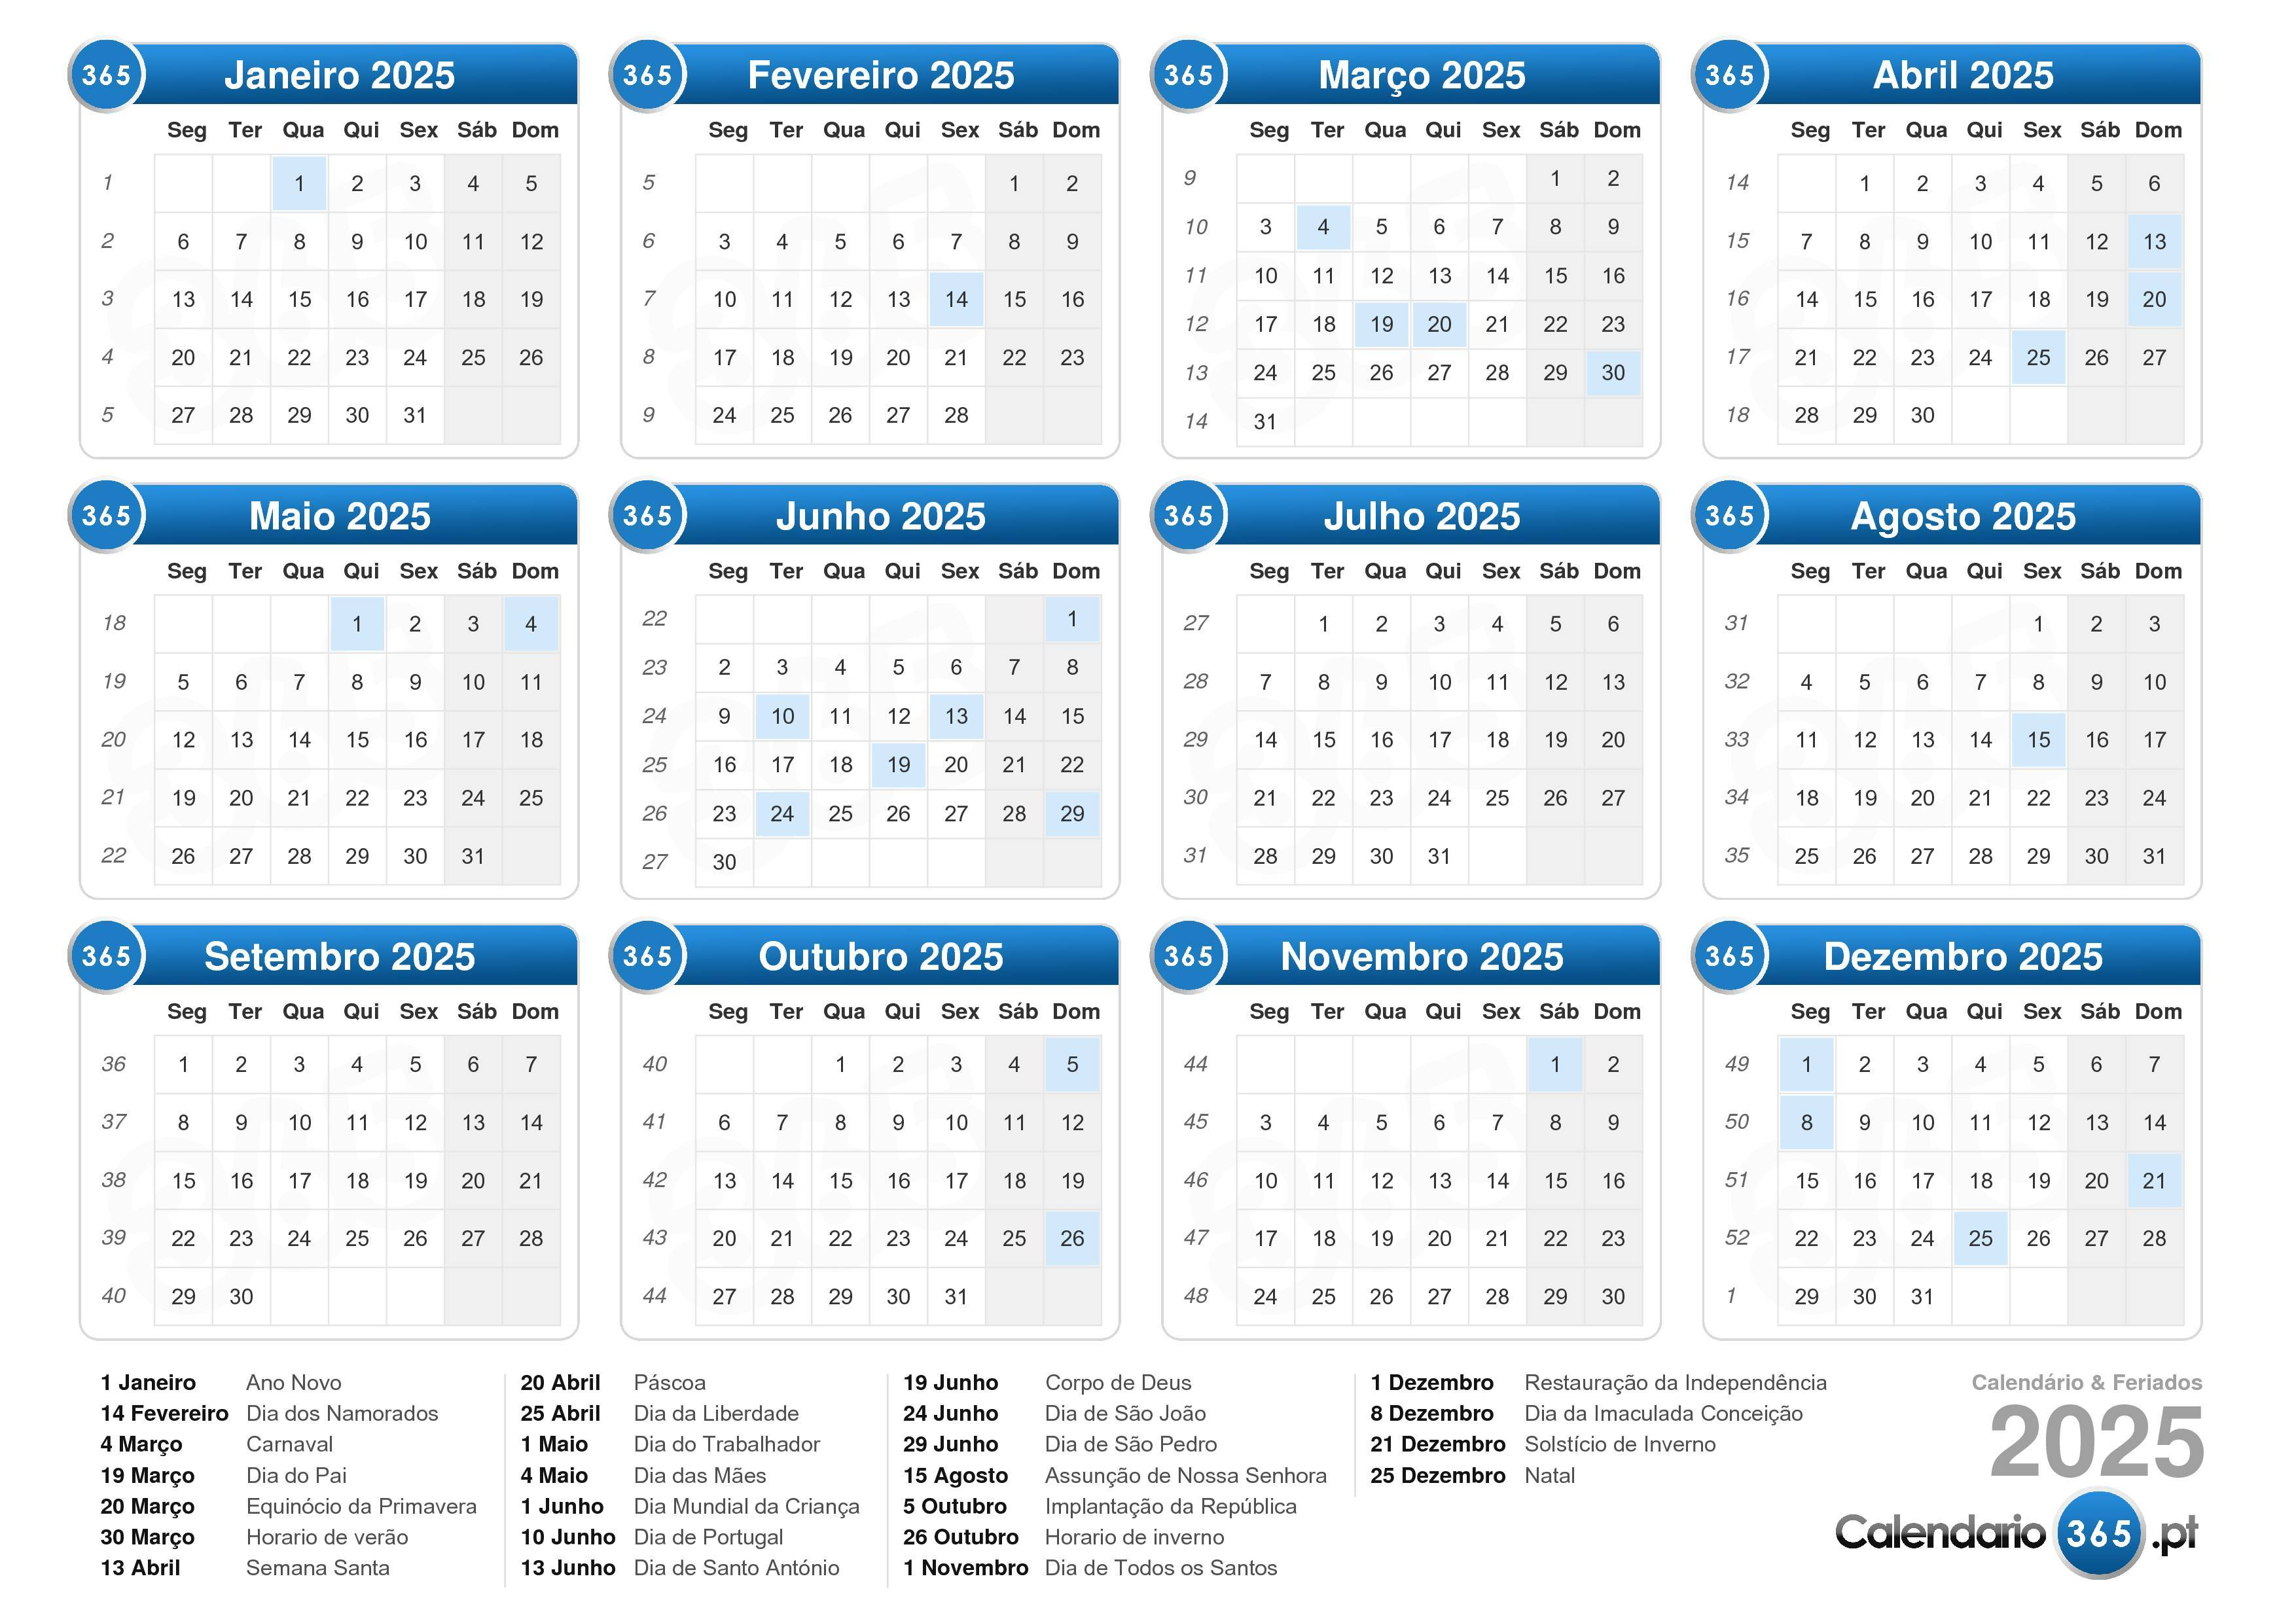 365 Janeiro 2025
Seg Ter Qua Qui Sex Sáb Dom
1 1 2 3 4 5
2 6 7 8 9 10 11 12
3 13 14 15 16 17 18 19
4 20 21 22 23 24 25 26
5 27 28 29 30 31
365 Fevereiro 2025
Seg Ter Qua Qui Sex Sáb Dom
5 1 2
6 3 4 5 6 7 8 9
7 10 11 12 13 14 15 16
8 17 18 19 20 21 22 23
9 24 25 26 27 28
365 Março 2025
Seg Ter Qua Qui Sex Sáb Dom
9 1 2
10 3 4 5 6 7 8 9
11 10 11 12 13 14 15 16
12 17 18 19 20 21 22 23
13 24 25 26 27 28 29 30
14 31
365 Abril 2025
Seg Ter Qua Qui Sex Sáb Dom
14 1 2 3 4 5 6
15 7 8 9 10 11 12 13
16 14 15 16 17 18 19 20
17 21 22 23 24 25 26 27
18 28 29 30
365 Maio 2025
Seg Ter Qua Qui Sex Sáb Dom
18 1 2 3 4
19 5 6 7 8 9 10 11
20 12 13 14 15 16 17 18
21 19 20 21 22 23 24 25
22 26 27 28 29 30 31
365 Junho 2025
Seg Ter Qua Qui Sex Sáb Dom
22 1
23 2 3 4 5 6 7 8
24 9 10 11 12 13 14 15
25 16 17 18 19 20 21 22
26 23 24 25 26 27 28 29
27 30
365 Julho 2025
Seg Ter Qua Qui Sex Sáb Dom
27 1 2 3 4 5 6
28 7 8 9 10 11 12 13
29 14 15 16 17 18 19 20
30 21 22 23 24 25 26 27
31 28 29 30 31
365 Agosto 2025
Seg Ter Qua Qui Sex Sáb Dom
31 1 2 3
32 4 5 6 7 8 9 10
33 11 12 13 14 15 16 17
34 18 19 20 21 22 23 24
35 25 26 27 28 29 30 31
365 Setembro 2025
Seg Ter Qua Qui Sex Sáb Dom
36 1 2 3 4 5 6 7
37 8 9 10 11 12 13 14
38 15 16 17 18 19 20 21
39 22 23 24 25 26 27 28
40 29 30
365 Outubro 2025
Seg Ter Qua Qui Sex Sáb Dom
40 1 2 3 4 5
41 6 7 8 9 10 11 12
42 13 14 15 16 17 18 19
43 20 21 22 23 24 25 26
44 27 28 29 30 31
365 Novembro 2025
Seg Ter Qua Qui Sex Sáb Dom
44 1 2
45 3 4 5 6 7 8 9
46 10 11 12 13 14 15 16
47 17 18 19 20 21 22 23
48 24 25 26 27 28 29 30
365 Dezembro 2025
Seg Ter Qua Qui Sex Sáb Dom
49 1 2 3 4 5 6 7
50 8 9 10 11 12 13 14
51 15 16 17 18 19 20 21
52 22 23 24 25 26 27 28
1 29 30 31
1 Janeiro Ano Novo
14 Fevereiro Dia dos Namorados
4 Março Carnaval
19 Março Dia do Pai
20 Março Equinócio da Primavera
30 Março Horario de verão
13 Abril Semana Santa
20 Abril Páscoa
25 Abril Dia da Liberdade
1 Maio Dia do Trabalhador
4 Maio Dia das Mães
1 Junho Dia Mundial da Criança
10 Junho Dia de Portugal
13 Junho Dia de Santo António
19 Junho Corpo de Deus
24 Junho Dia de São João
29 Junho Dia de São Pedro
15 Agosto Assunção de Nossa Senhora
5 Outubro Implantação da República
26 Outubro Horario de inverno
1 Novembro Dia de Todos os Santos
1 Dezembro Restauração da Independência
8 Dezembro Dia da Imaculada Conceição
21 Dezembro Solstício de Inverno
25 Dezembro Natal
Calendário & Feriados
2025
Calendario 365 .pt